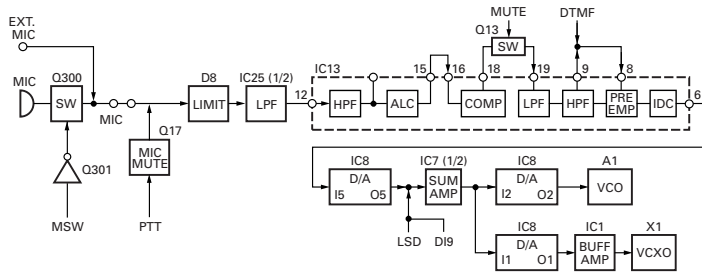 EXT.
MIC
MUTE
DTMF
Q13
SW
MIC
Q300
SW
MIC
Q17
MIC
MUTE
PTT
Q301
MSW
D8
LIMIT
IC25 (1/2)
LPF
12
IC13
HPF
ALC
15
16
COMP
18
19
LPF
9
HPF
8
PRE
EMP
IDC
6
IC8
D/A
I5
O5
LSD
DI9
IC7 (1/2)
SUM
AMP
IC8
D/A
I2
O2
A1
VCO
IC8
D/A
I1
O1
IC1
BUFF
AMP
X1
VCXO